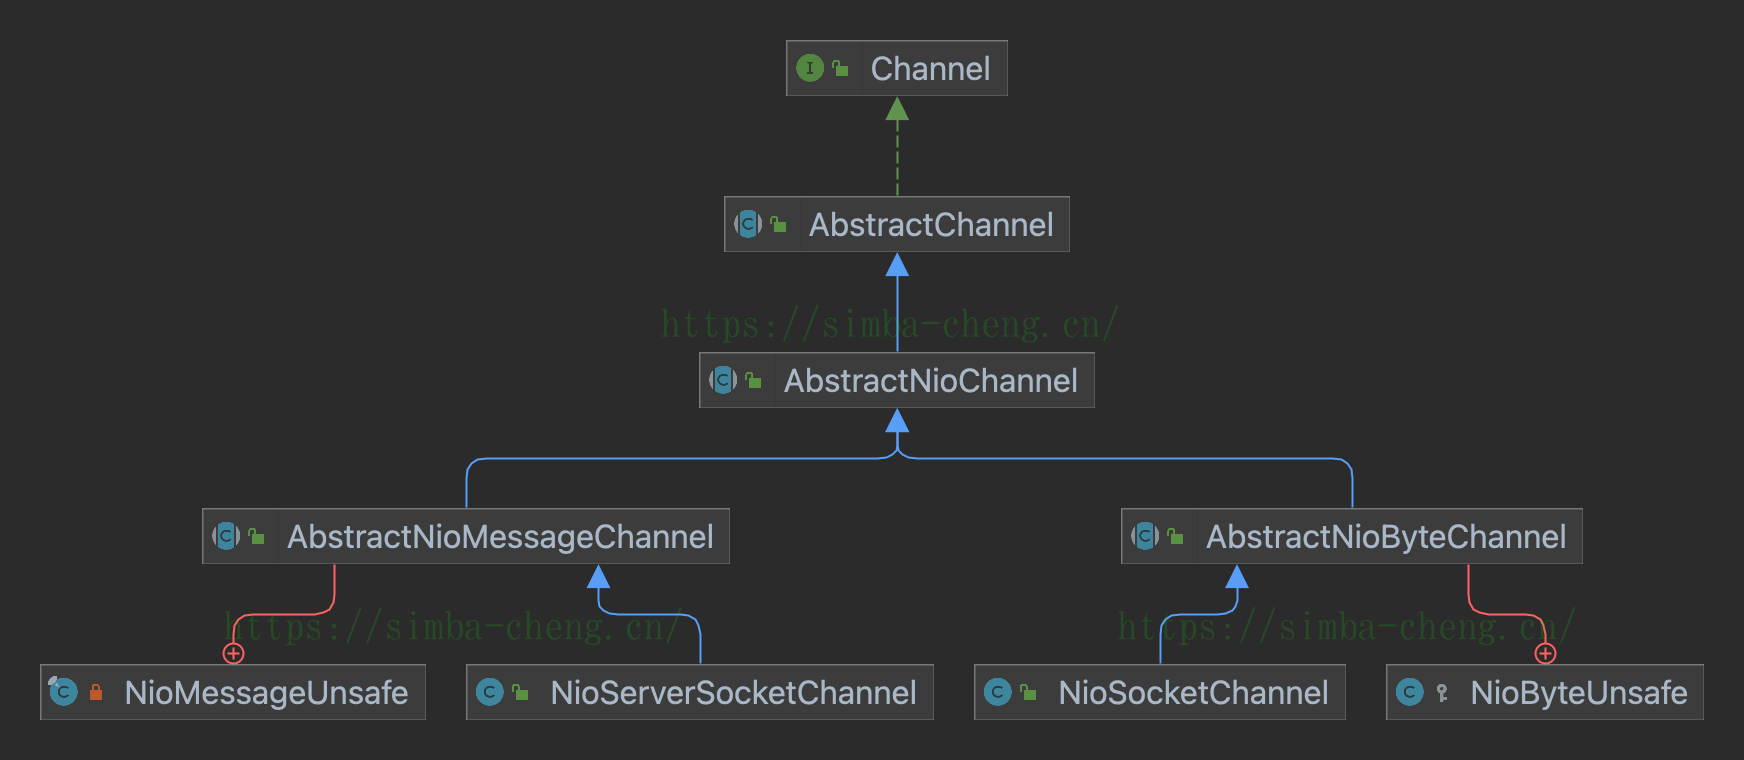 Channel
AbstractChannel
https://simba-cheng.cn/
AbstractNioChannel
AbstractNioMessageChannel
AbstractNioByteChannel
https://simba-cheng.cn/
https://simba-cheng.cn/
NioMessageUnsafe
NioServerSocketChannel
NioSocketChannel
NioByteUnsafe